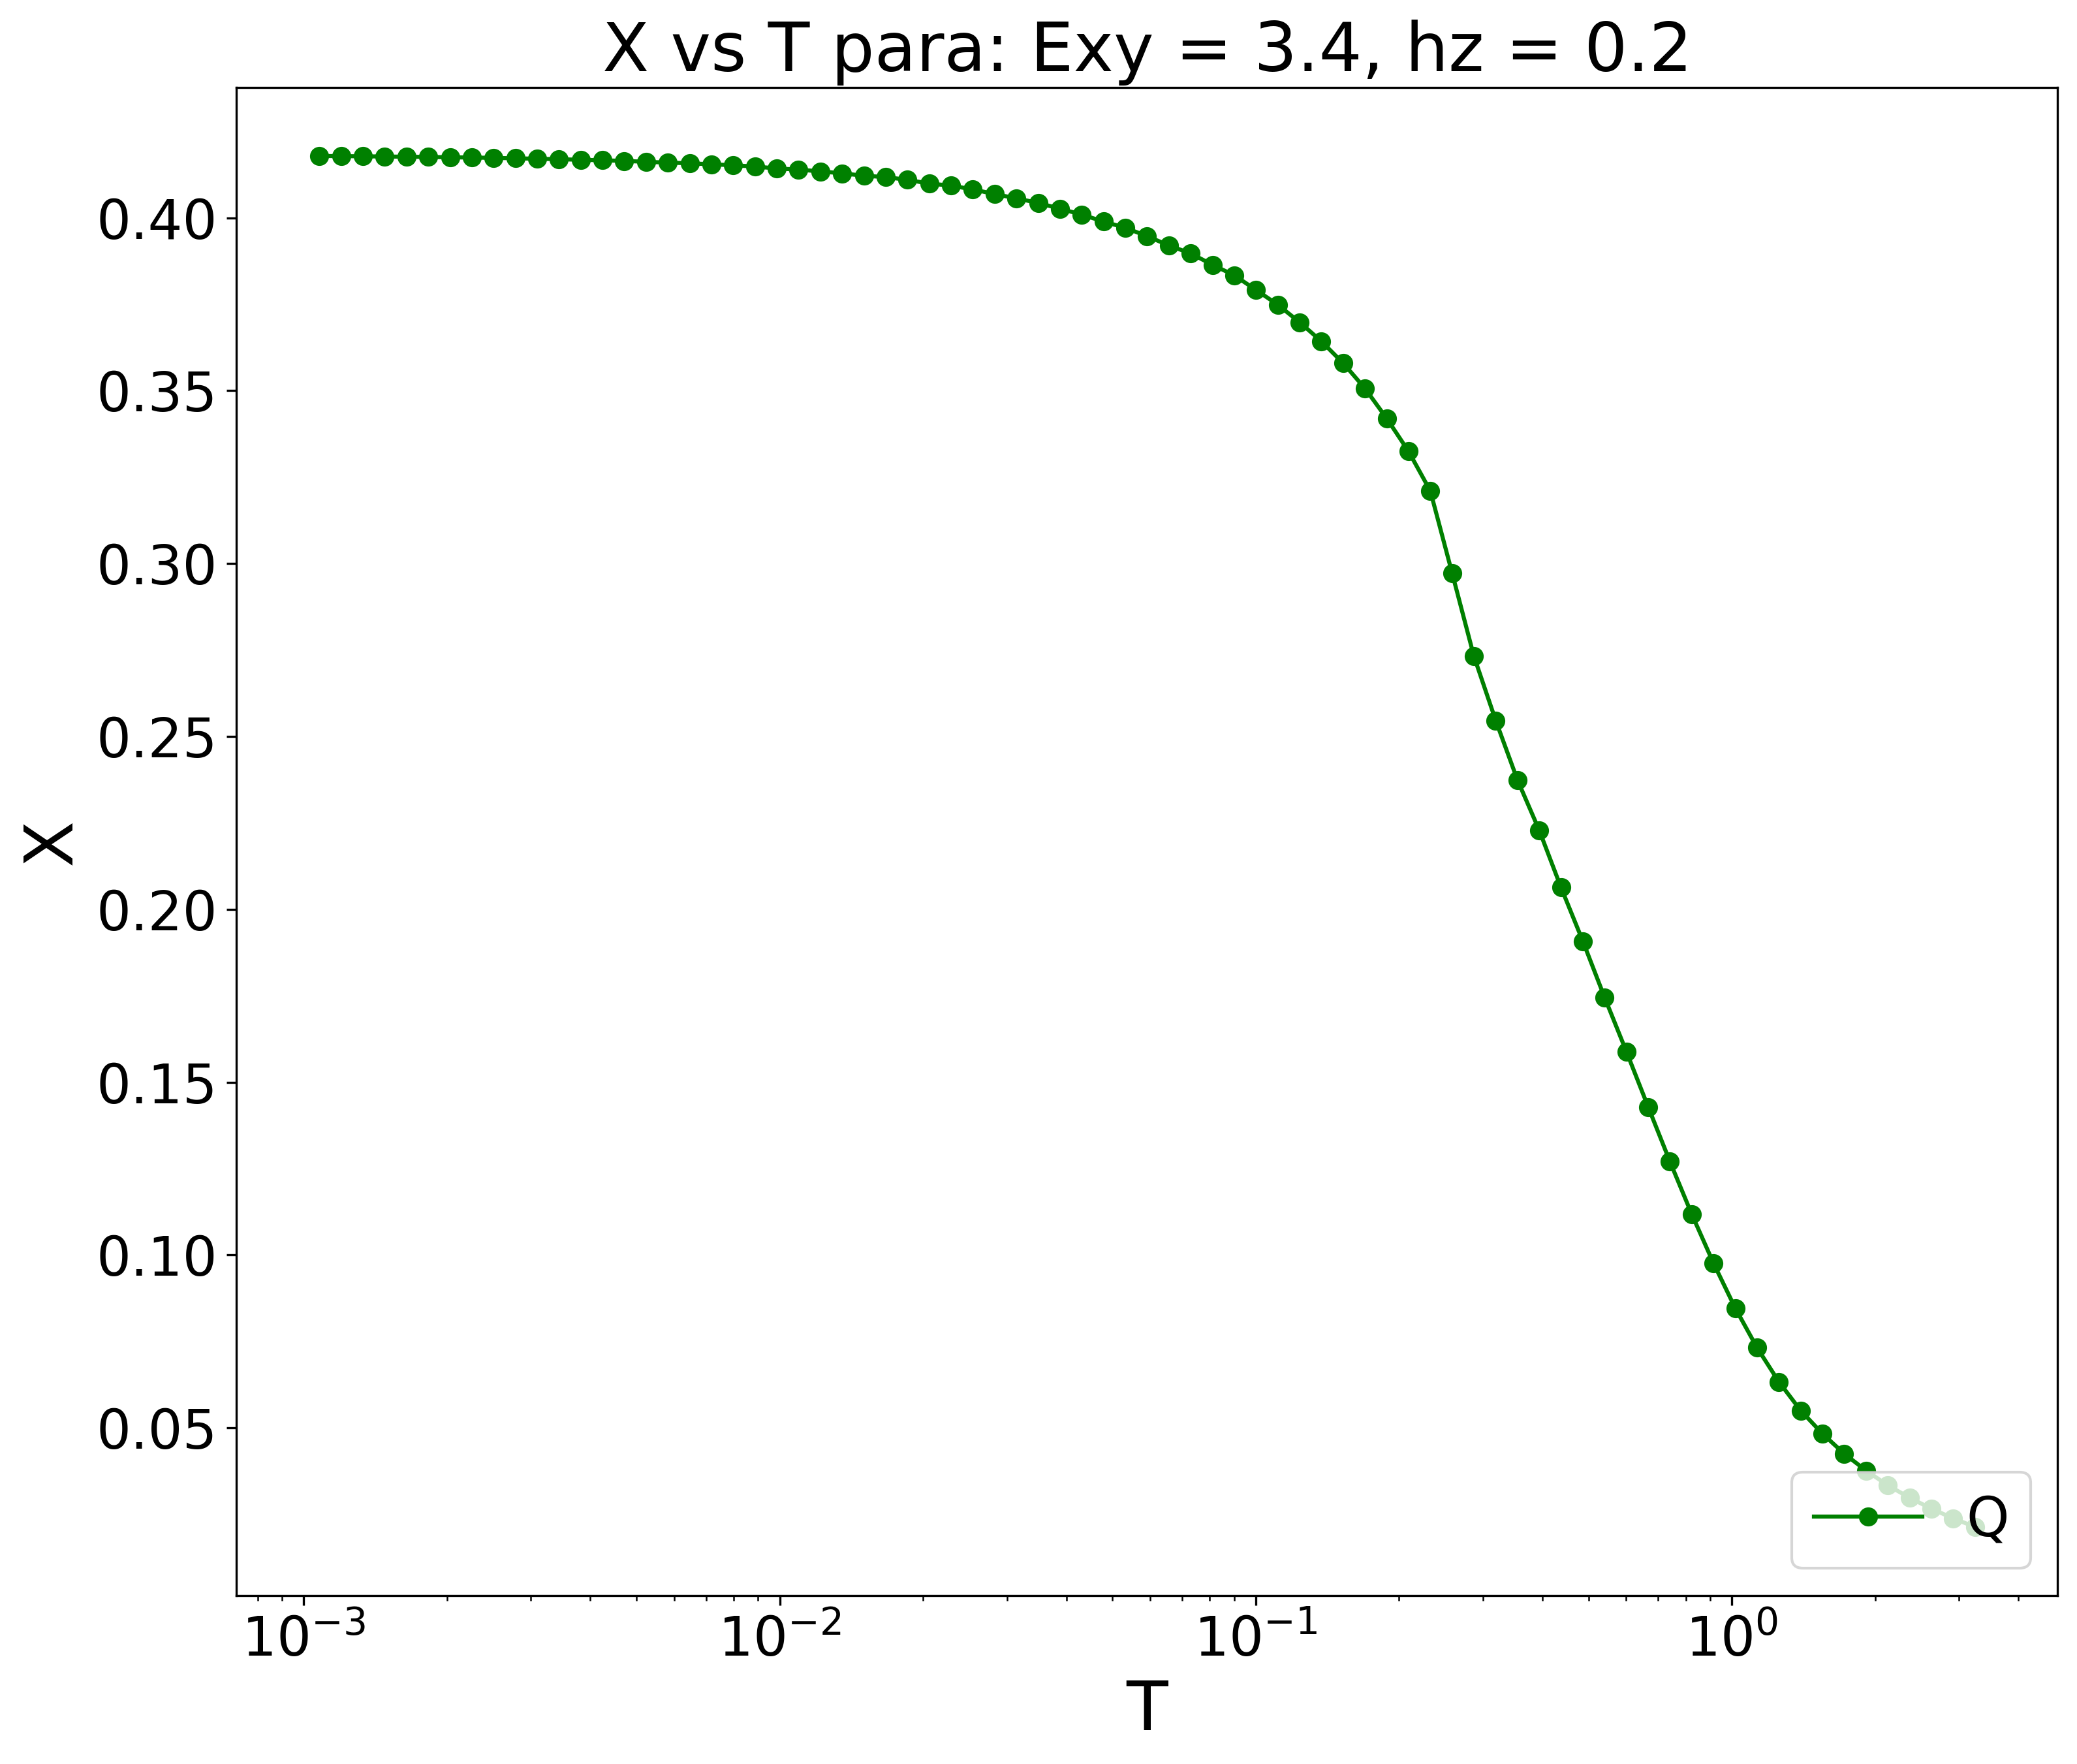 X vs T para: Exy = 3.4, hz = 0.2
X
0.40
0.35
0.30
0.25
0.20
0.15
0.10
0.05
Q
10⁻³ 10⁻² 10⁻¹ 10⁰
T